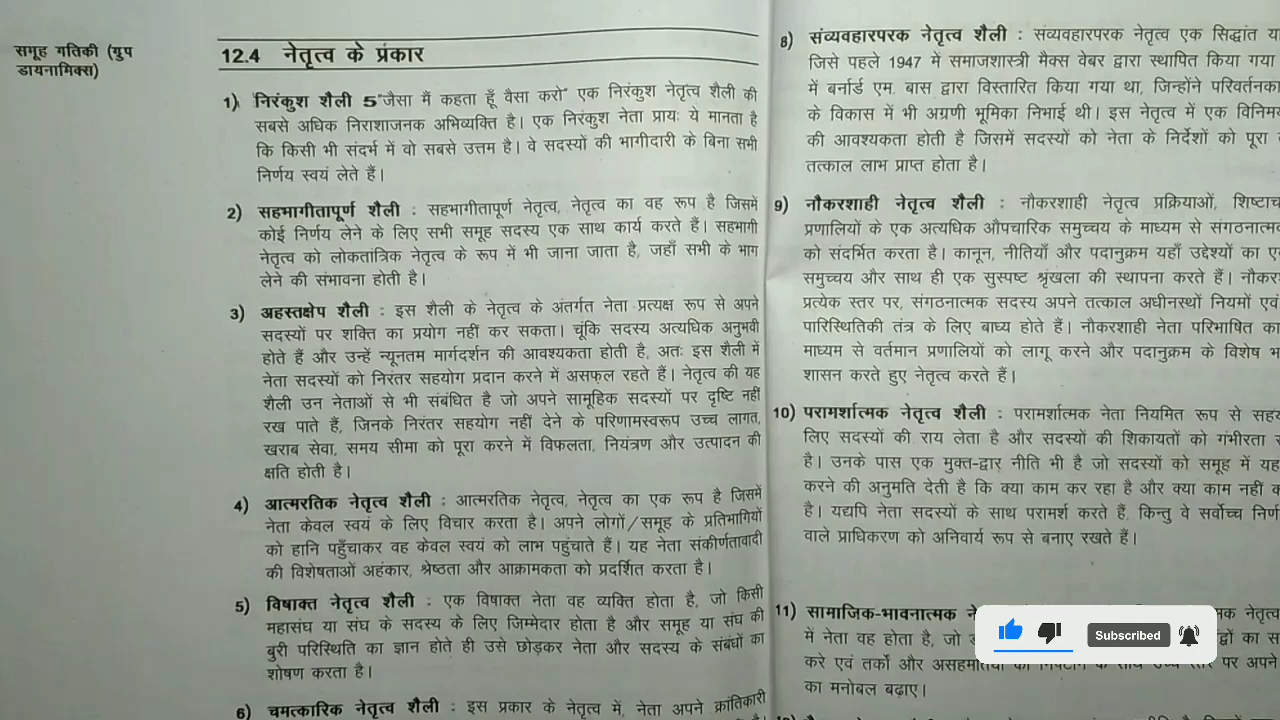 समूह गतिकी (ग्रुप
डायनामिक्स)
12.4 नेतृत्व के प्रकार
1) निरंकुश शैली 5"जैसा मैं कहता हूँ वैसा करो" एक निरंकुश नेतृत्व शैली की
सबसे अधिक निराशाजनक अभिव्यक्ति है। एक निरंकुश नेता प्रायः ये मानता है
कि किसी भी संदर्भ में वो सबसे उत्तम है। वे सदस्यों की भागीदारी के बिना सभी
निर्णय स्वयं लेते हैं।
2) सहभागीतापूर्ण शैली : सहभागीतापूर्ण नेतृत्व, नेतृत्व का वह रूप है जिसमें
कोई निर्णय लेने के लिए सभी समूह सदस्य एक साथ कार्य करते हैं। सहभागी
नेतृत्व को लोकतांत्रिक नेतृत्व के रूप में भी जाना जाता है, जहाँ सभी के भाग
लेने की संभावना होती है।
3) अहस्तक्षेप शैली : इस शैली के नेतृत्व के अंतर्गत नेता प्रत्यक्ष रूप से अपने
सदस्यों पर शक्ति का प्रयोग नहीं कर सकता। चूंकि सदस्य अत्यधिक अनुभवी
होते हैं और उन्हें न्यूनतम मार्गदर्शन की आवश्यकता होती है, अतः इस शैली में
नेता सदस्यों को निरंतर सहयोग प्रदान करने में असफल रहते हैं। नेतृत्व की यह
शैली उन नेताओं से भी संबंधित है जो अपने सामूहिक सदस्यों पर दृष्टि नहीं
रख पाते हैं, जिनके निरंतर सहयोग नहीं देने के परिणामस्वरूप उच्च लागत,
खराब सेवा, समय सीमा को पूरा करने में विफलता, नियंत्रण और उत्पादन की
क्षति होती है।
4) आत्मरतिक नेतृत्व शैली : आत्मरतिक नेतृत्व, नेतृत्व का एक रूप है जिसमें
नेता केवल स्वयं के लिए विचार करता है। अपने लोगों/समूह के प्रतिभागियों
को हानि पहुँचाकर वह केवल स्वयं को लाभ पहुंचाते हैं। यह नेता संकीर्णतावादी
की विशेषताओं अहंकार, श्रेष्ठता और आक्रामकता को प्रदर्शित करता है।
5) विषाक्त नेतृत्व शैली : एक विषाक्त नेता वह व्यक्ति होता है, जो किसी
महासंघ या संघ के सदस्य के लिए जिम्मेदार होता है और समूह या संघ की
बुरी परिस्थिति का ज्ञान होते ही उसे छोड़कर नेता और सदस्य के संबंधों का
शोषण करता है।
6) चमत्कारिक नेतृत्व शैली : इस प्रकार के नेतृत्व में, नेता अपने क्रांतिकारी
8) संव्यवहारपरक नेतृत्व शैली : संव्यवहारपरक नेतृत्व एक सिद्धांत या
जिसे पहले 1947 में समाजशास्त्री मैक्स वेबर द्वारा स्थापित किया गया
में बर्नार्ड एम. बास द्वारा विस्तारित किया गया था, जिन्होंने परिवर्तनका
के विकास में भी अग्रणी भूमिका निभाई थी। इस नेतृत्व में एक विनिम
की आवश्यकता होती है जिसमें सदस्यों को नेता के निर्देशों को पूरा
तत्काल लाभ प्राप्त होता है।
9) नौकरशाही नेतृत्व शैली : नौकरशाही नेतृत्व प्रक्रियाओं, शिष्टाच
प्रणालियों के एक अत्यधिक औपचारिक समुच्चय के माध्यम से संगठनात्म
को संदर्भित करता है। कानून, नीतियाँ और पदानुक्रम यहाँ उद्देश्यों का ए
समुच्चय और साथ ही एक सुस्पष्ट श्रृंखला की स्थापना करते हैं। नौकर
प्रत्येक स्तर पर, संगठनात्मक सदस्य अपने तत्काल अधीनस्थों नियमों एवं
पारिस्थितिकी तंत्र के लिए बाध्य होते हैं। नौकरशाही नेता परिभाषित का
माध्यम से वर्तमान प्रणालियों को लागू करने और पदानुक्रम के विशेष भ
शासन करते हुए नेतृत्व करते हैं।
10) परामर्शात्मक नेतृत्व शैली : परामर्शात्मक नेता नियमित रूप से सह
लिए सदस्यों की राय लेता है और सदस्यों की शिकायतों को गंभीरता
है। उनके पास एक मुक्त-द्वार नीति भी है जो सदस्यों को समूह में यह
करने की अनुमति देती है कि क्या काम कर रहा है और क्या काम नहीं क
है। यद्यपि नेता सदस्यों के साथ परामर्श करते हैं, किन्तु वे सर्वोच्च निर्ण
वाले प्राधिकरण को अनिवार्य रूप से बनाए रखते हैं।
11) सामाजिक-भावनात्मक ने मक नेतृत्व
में नेता वह होता है, जो द्वों का स
करे एवं तर्कों और पर अपने
का मनोबल बढ़ाए।
Subscribed